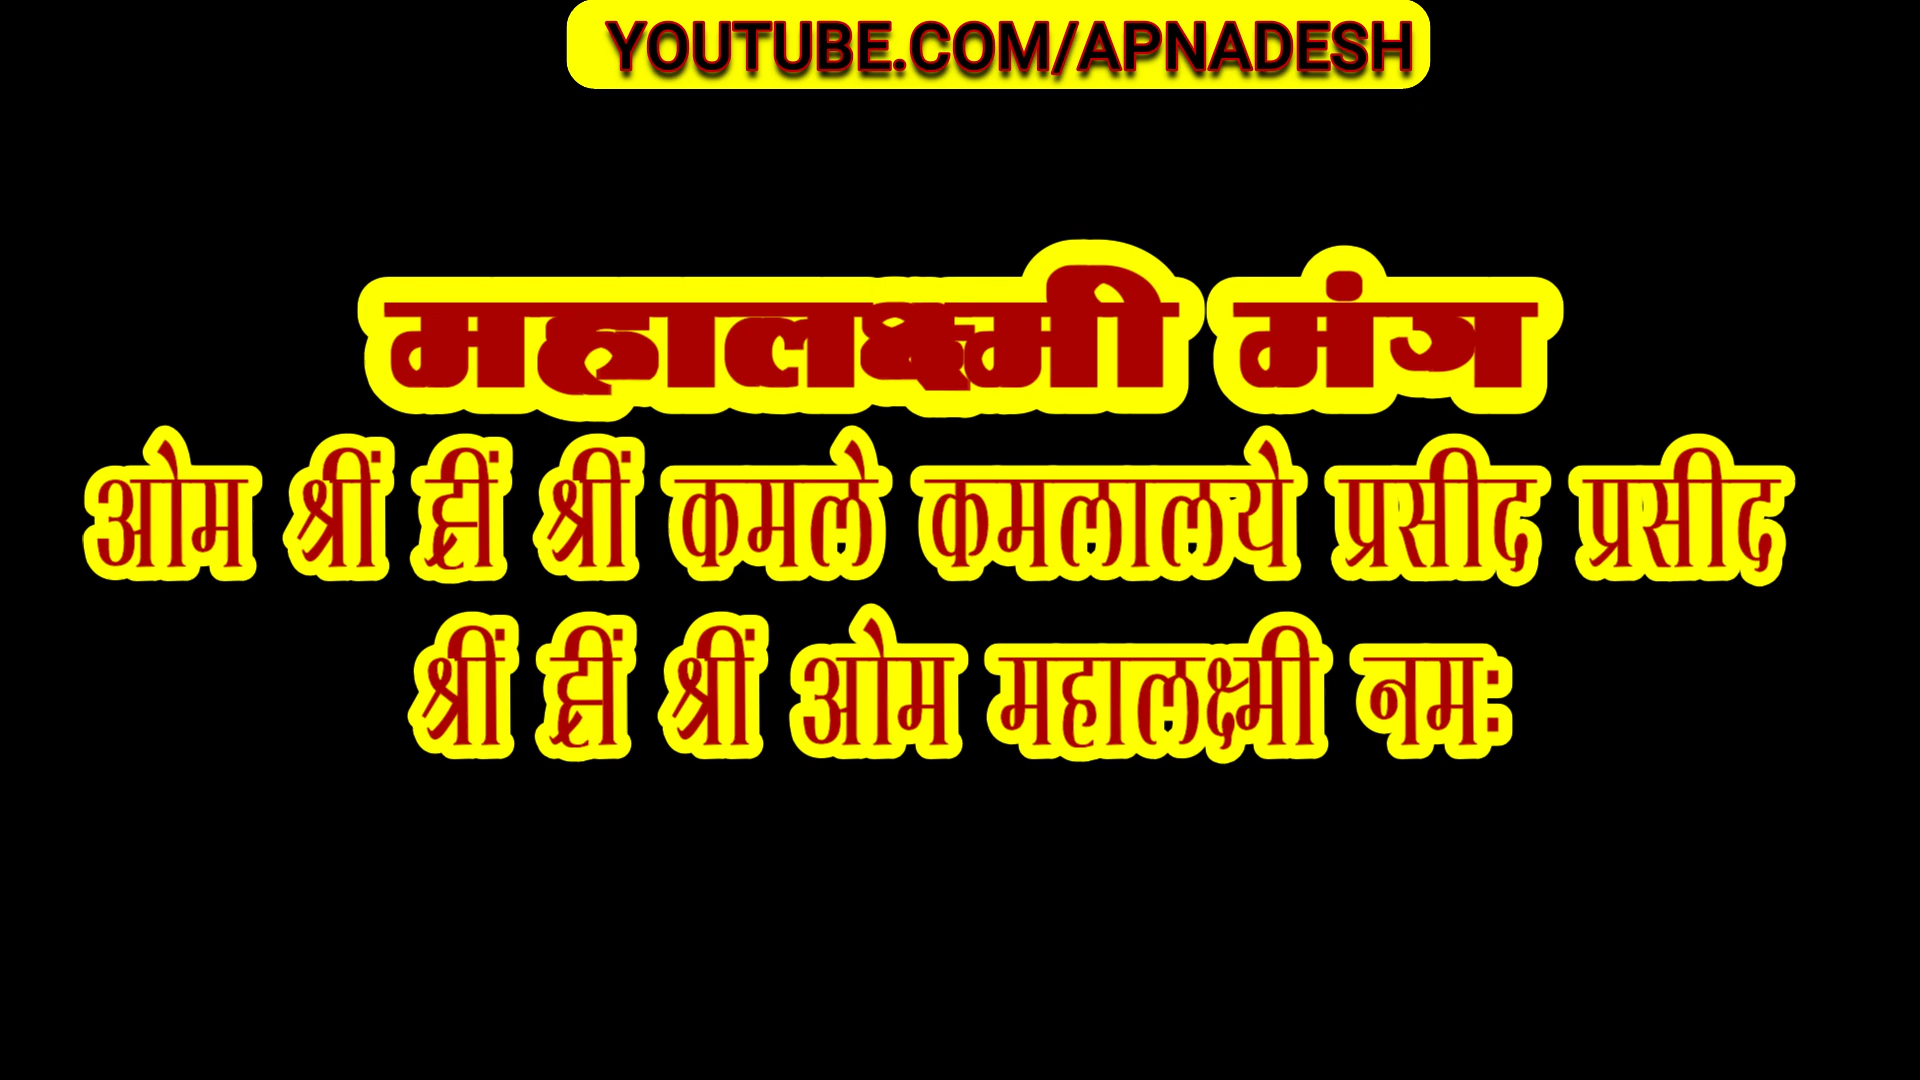 YOUTUBE.COM/APNADESH
महालक्ष्मी मंग
ओम श्रीं ह्रीं श्रीं कमले कमलालये प्रसीद प्रसीद
श्रीं ह्रीं श्रीं ओम महालक्ष्मी नमः